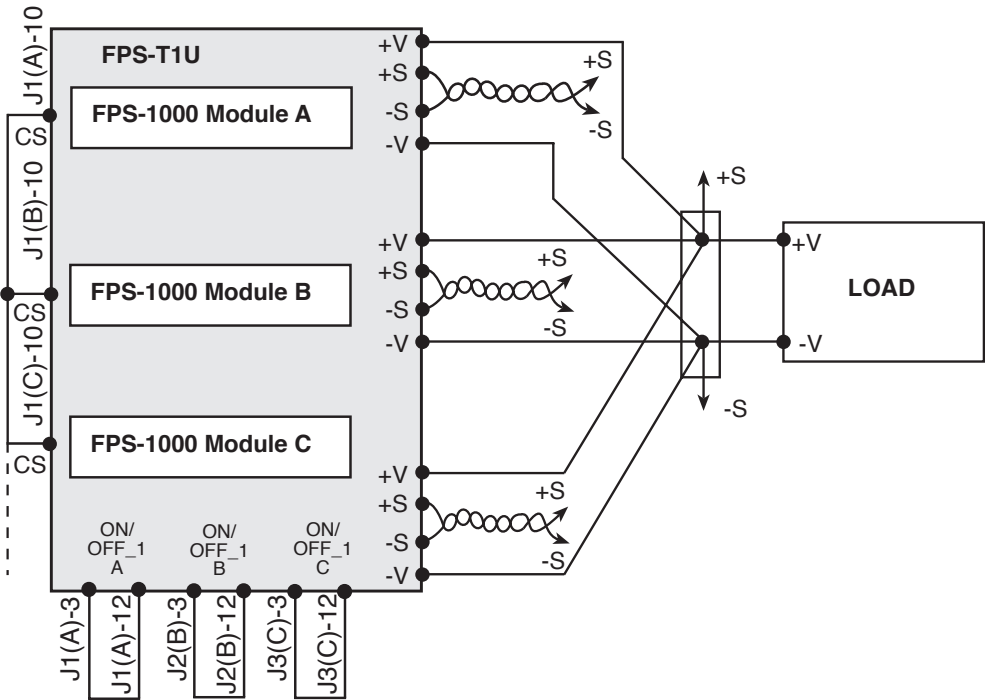 J1(A)-10
FPS-T1U
+V
+S
-S
-V
+S
-S
FPS-1000 Module A
CS
J1(B)-10
+S
+V
+S
-S
-V
+S
-S
FPS-1000 Module B
CS
+V
LOAD
-V
J1(C)-10
-S
FPS-1000 Module C
CS
+V
+S
-S
-V
+S
-S
ON/
OFF_1
A
ON/
OFF_1
B
ON/
OFF_1
C
J1(A)-3
J1(A)-12
J2(B)-3
J2(B)-12
J3(C)-3
J3(C)-12